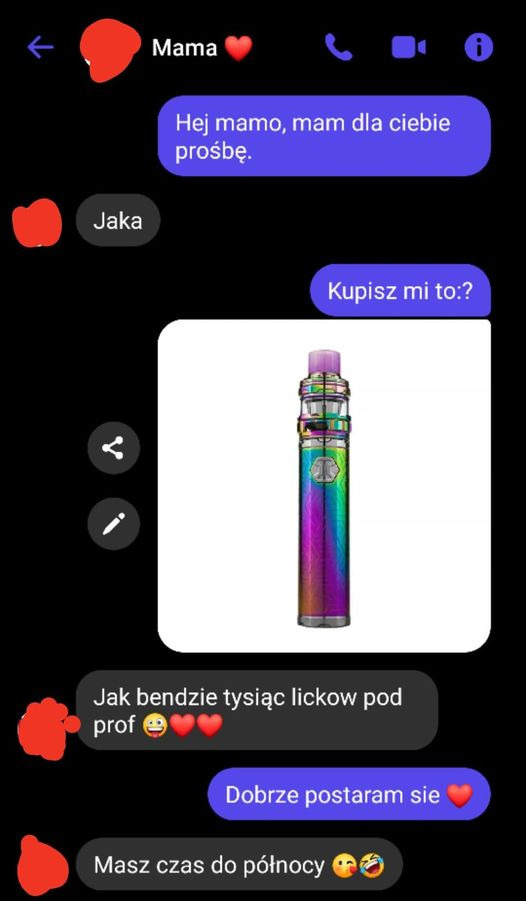 Mama ❤️
Hej mamo, mam dla ciebie
prośbę.
Jaka
Kupisz mi to:?
Jak bendzie tysiąc lickow pod
prof 🤪❤️❤️
Dobrze postaram sie ❤️
Masz czas do północy 😘🤣